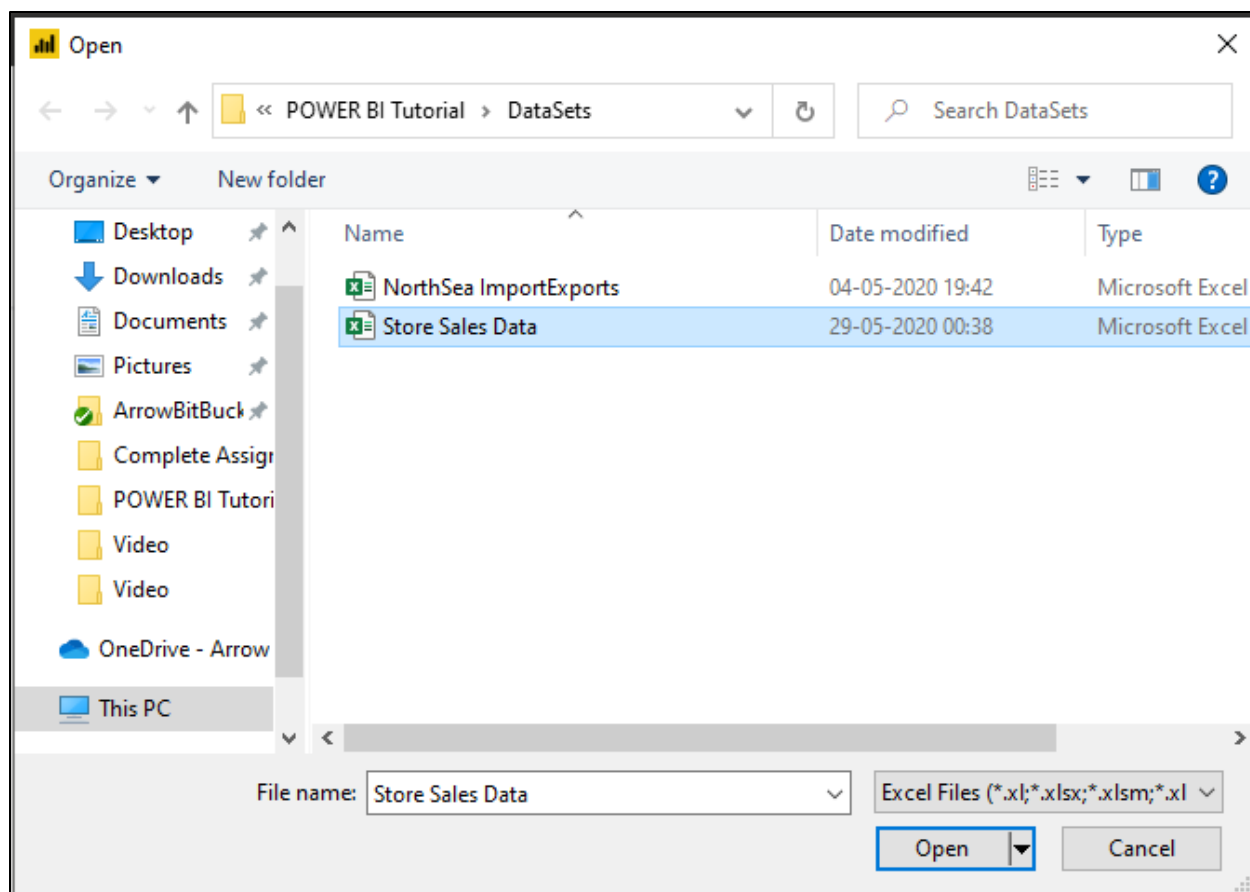 Open
« POWER BI Tutorial > DataSets
Search DataSets
Organize
New folder
Desktop
Downloads
Documents
Pictures
ArrowBitBuck
Complete Assigr
POWER BI Tutori
Video
Video
OneDrive - Arrow
This PC
Name Date modified Type
NorthSea ImportExports 04-05-2020 19:42 Microsoft Excel
Store Sales Data 29-05-2020 00:38 Microsoft Excel
File name: Store Sales Data
Excel Files (*.xl;*.xlsx;*.xlsm;*.xl
Open
Cancel